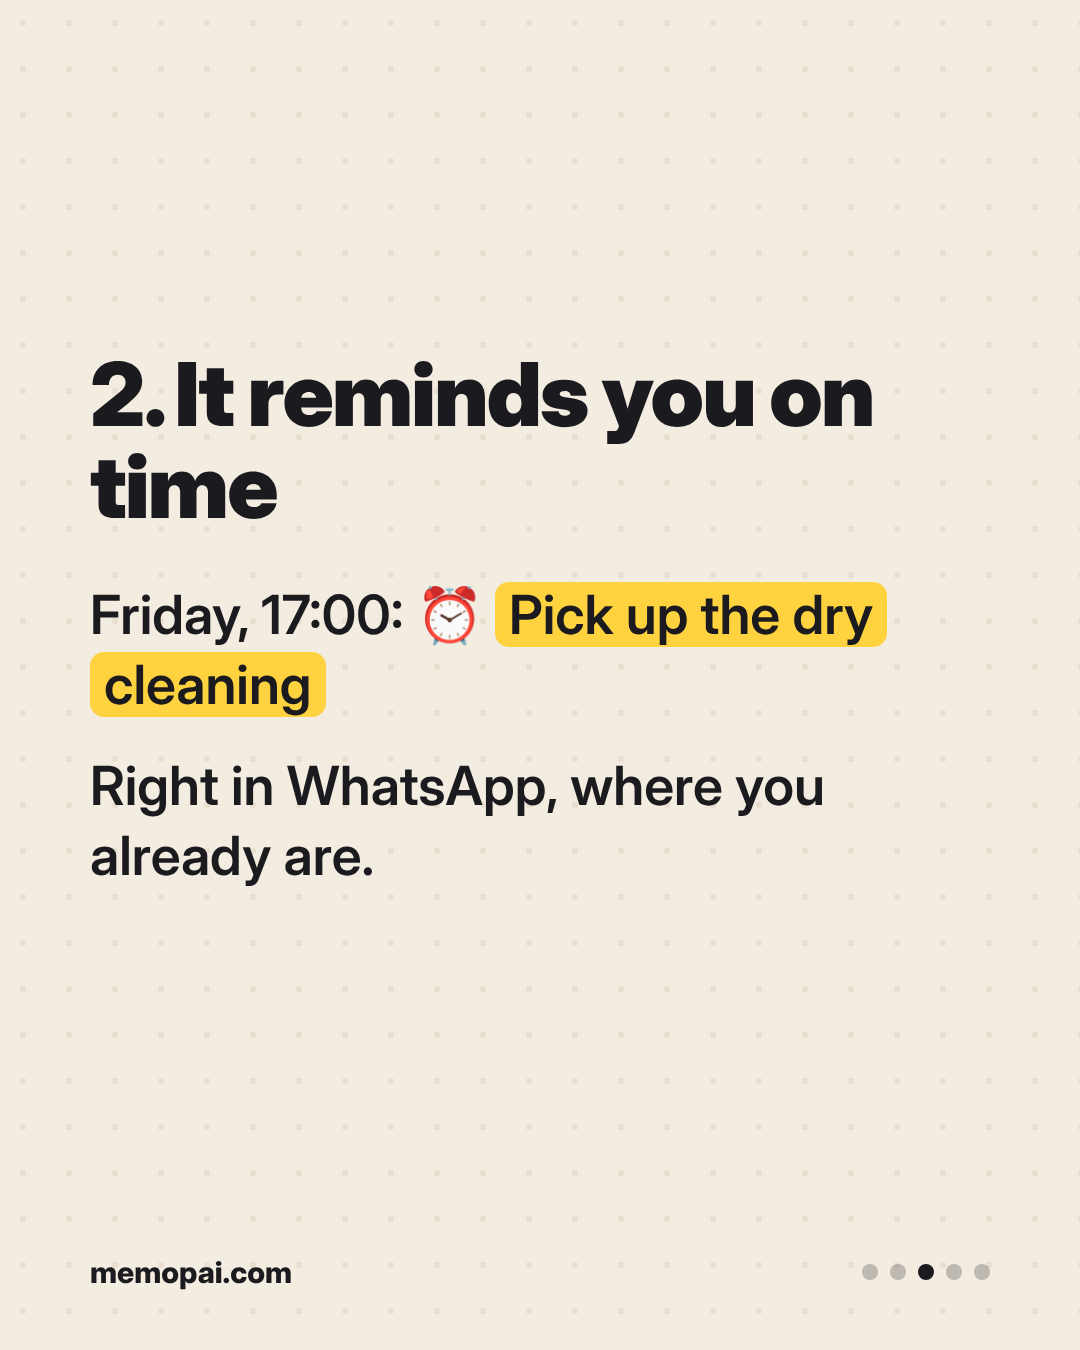 2. It reminds you on
time
Friday, 17:00: ⏰ Pick up the dry
cleaning
Right in WhatsApp, where you
already are.
memopai.com